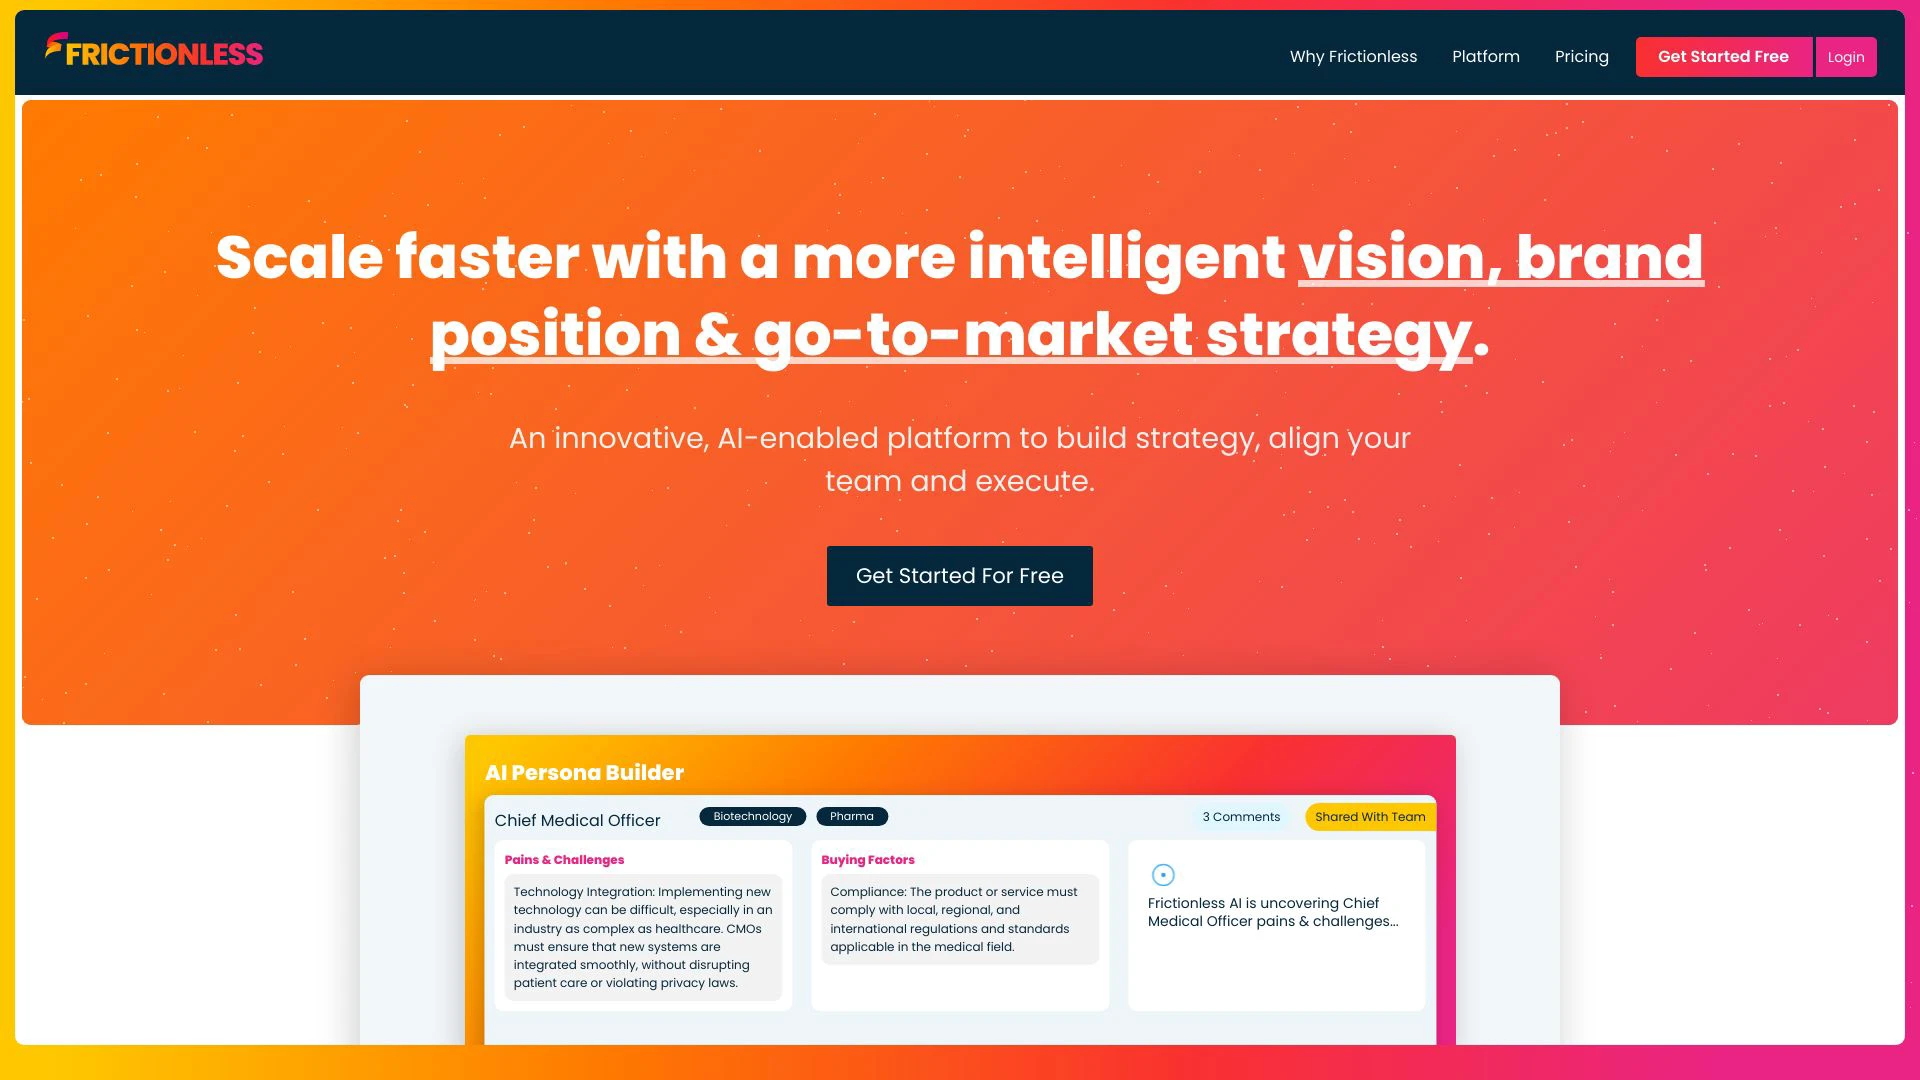 FRICTIONLESS
Why Frictionless
Platform
Pricing
Get Started Free
Login
Scale faster with a more intelligent vision, brand
position & go-to-market strategy.
An innovative, AI-enabled platform to build strategy, align your
team and execute.
Get Started For Free
AI Persona Builder
Chief Medical Officer
Biotechnology
Pharma
3 Comments
Shared With Team
Pains & Challenges
Technology Integration: Implementing new
technology can be difficult, especially in an
industry as complex as healthcare. CMOs
must ensure that new systems are
integrated smoothly, without disrupting
patient care or violating privacy laws.
Buying Factors
Compliance: The product or service must
comply with local, regional, and
international regulations and standards
applicable in the medical field.
Frictionless AI is uncovering Chief
Medical Officer pains & challenges...